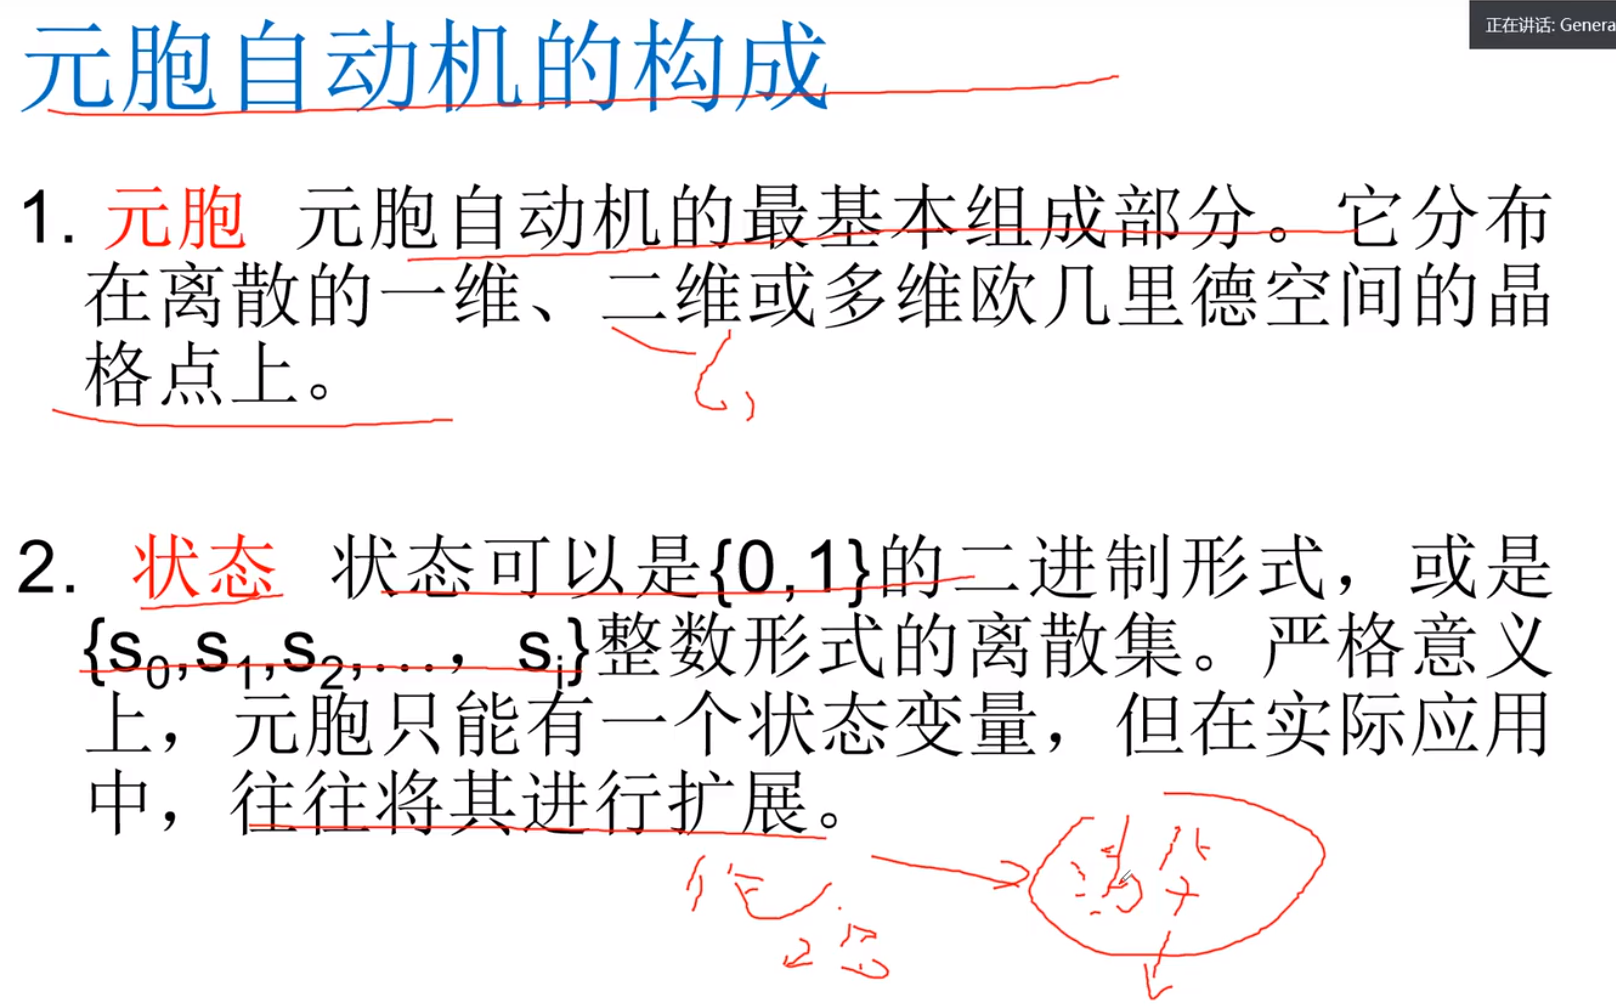 正在讲话: Genera
元胞自动机的构成
1. 元胞 元胞自动机的最基本组成部分。它分布
在离散的一维、二维或多维欧几里德空间的晶
格点上。
2. 状态 状态可以是{0,1}的二进制形式，或是
{s₀,s₁,s₂,…，sᵢ}整数形式的离散集。严格意义
上，元胞只能有一个状态变量，但在实际应用
中，往往将其进行扩展。